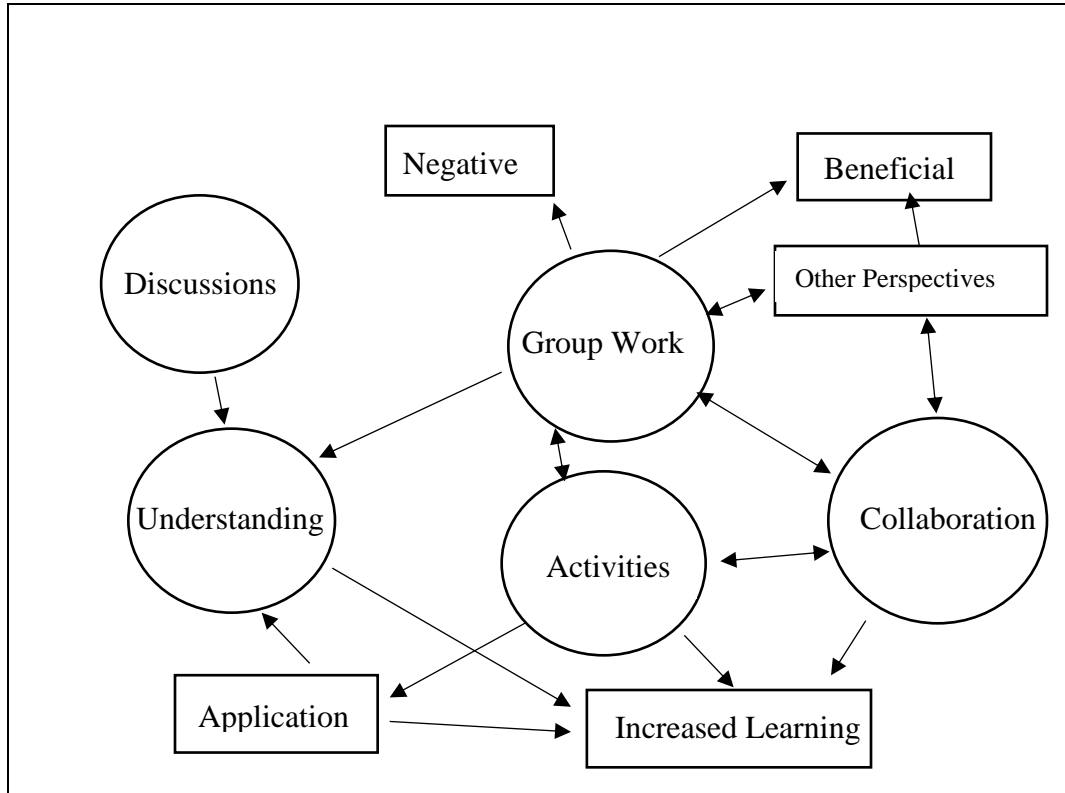 Negative
Beneficial
Discussions
Other Perspectives
Group Work
Understanding
Collaboration
Activities
Application
Increased Learning